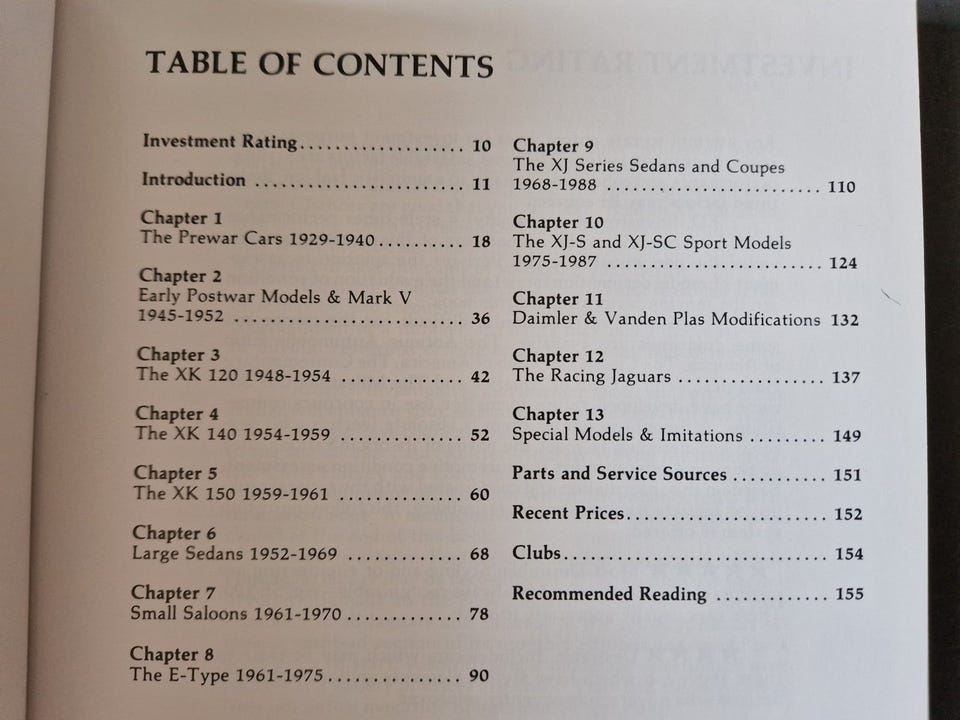 TABLE OF CONTENTS
Investment Rating................... 10
Introduction ........................ 11
Chapter 1
The Prewar Cars 1929-1940.......... 18
Chapter 2
Early Postwar Models & Mark V
1945-1952 .......................... 36
Chapter 3
The XK 120 1948-1954 .............. 42
Chapter 4
The XK 140 1954-1959 .............. 52
Chapter 5
The XK 150 1959-1961 .............. 60
Chapter 6
Large Sedans 1952-1969 ............. 68
Chapter 7
Small Saloons 1961-1970 ............. 78
Chapter 8
The E-Type 1961-1975............... 90
Chapter 9
The XJ Series Sedans and Coupes
1968-1988 ........................ 110
Chapter 10
The XJ-S and XJ-SC Sport Models
1975-1987 ........................ 124
Chapter 11
Daimler & Vanden Plas Modifications 132
Chapter 12
The Racing Jaguars ................. 137
Chapter 13
Special Models & Imitations ......... 149
Parts and Service Sources ........... 151
Recent Prices....................... 152
Clubs.............................. 154
Recommended Reading ............. 155